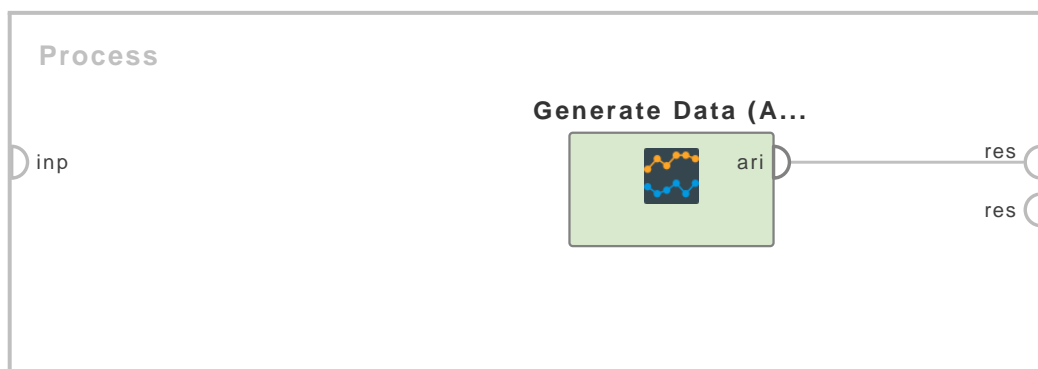 Process
Generate Data (A...
inp
ari
res
res